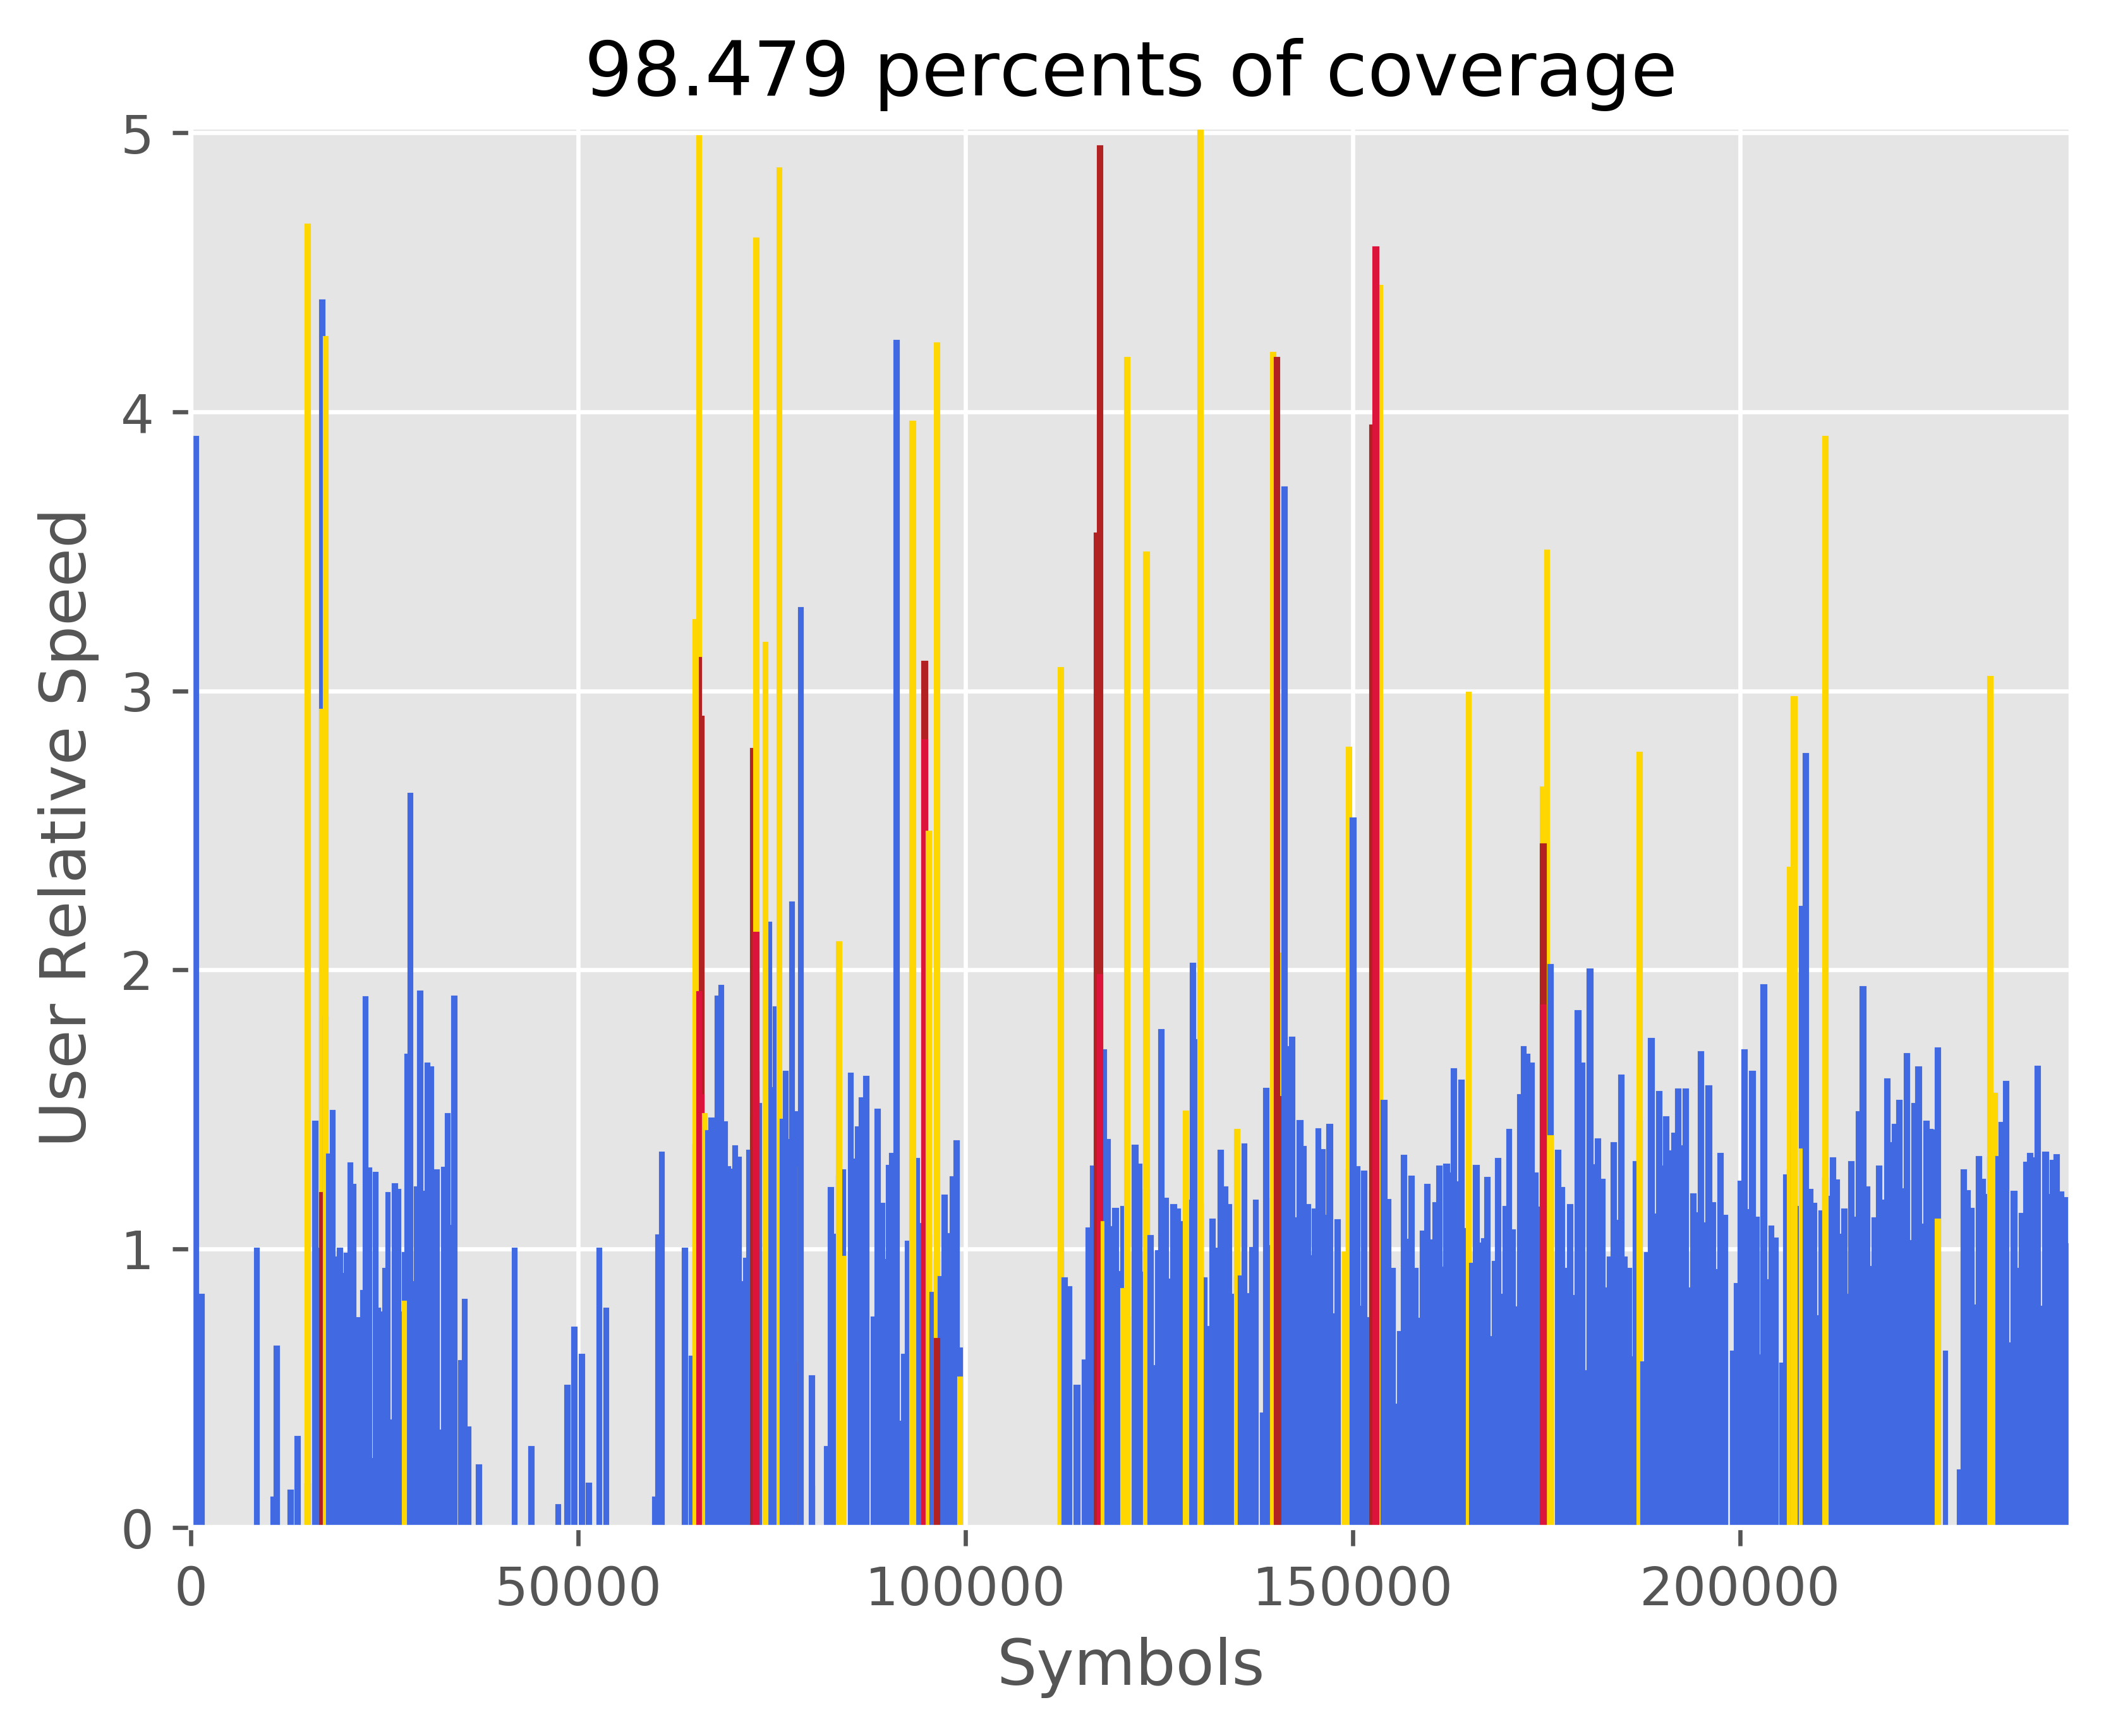 98.479 percents of coverage
5
4
3
2
1
0
User Relative Speed
0 50000 100000 150000 200000
Symbols